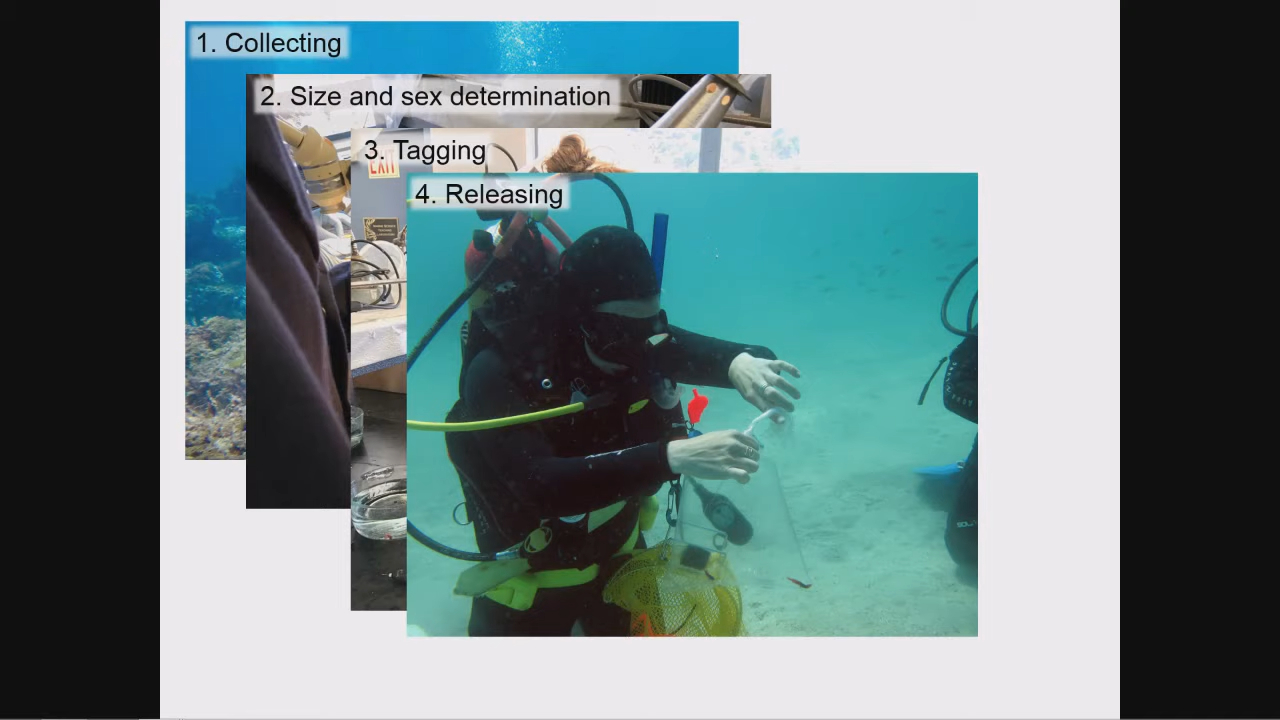 1. Collecting
2. Size and sex determination
3. Tagging
EXIT
4. Releasing